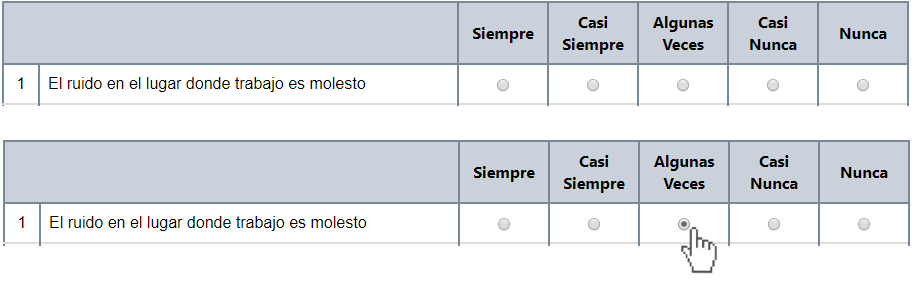 Siempre Casi Siempre Algunas Veces Casi Nunca Nunca
1 El ruido en el lugar donde trabajo es molesto
Siempre Casi Siempre Algunas Veces Casi Nunca Nunca
1 El ruido en el lugar donde trabajo es molesto